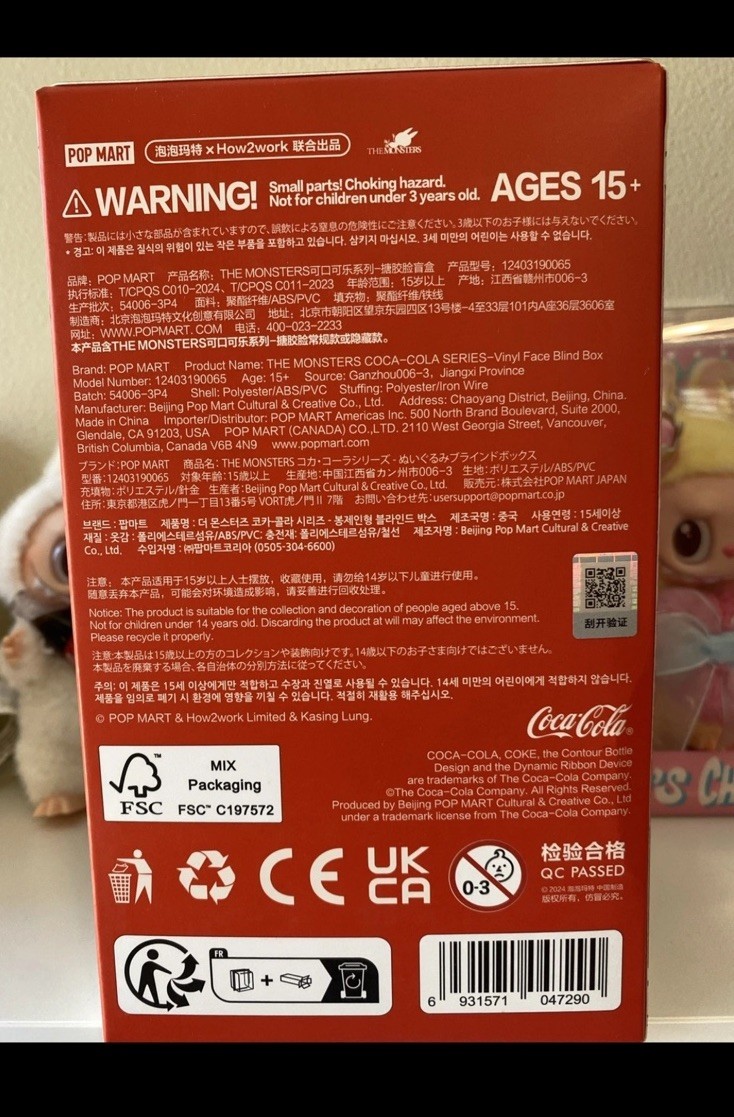 POP MART 泡泡玛特×How2work 联合出品 THE MONSTERS
WARNING! Small parts! Choking hazard. Not for children under 3 years old. AGES 15+
警告:製品には小さな部品が含まれていますので、誤飲による窒息の危険性にご注意ください。3歳以下のお子様には与えないでください。
* 경고: 이 제품은 질식의 위험이 있는 작은 부품을 포함하고 있습니다. 삼키지 마십시오. 3세 미만의 어린이는 사용할 수 없습니다.
品牌：POP MART 产品名称：THE MONSTERS可口可乐系列-搪胶脸盲盒 产品型号：12403190065
执行标准：T/CPQS C010-2024、T/CPQS C011-2023 年龄范围：15岁以上 产地：江西省赣州市006-3
生产批次：54006-3P4 面料：聚酯纤维/ABS/PVC 填充物：聚酯纤维/铁线
制造商：北京泡泡玛特文化创意有限公司 地址：北京市朝阳区望京东园四区13号楼-4至33层101内A座36层3606室
网址：WWW.POPMART.COM 电话：400-023-2233
本产品含THE MONSTERS可口可乐系列-搪胶脸常规款或隐藏款。
Brand: POP MART Product Name: THE MONSTERS COCA-COLA SERIES-Vinyl Face Blind Box
Model Number: 12403190065 Age: 15+ Source: Ganzhou006-3, Jiangxi Province
Batch: 54006-3P4 Shell: Polyester/ABS/PVC Stuffing: Polyester/Iron Wire
Manufacturer: Beijing Pop Mart Cultural & Creative Co., Ltd. Address: Chaoyang District, Beijing, China.
Made in China Importer/Distributor: POP MART Americas Inc. 500 North Brand Boulevard, Suite 2000,
Glendale, CA 91203, USA POP MART (CANADA) CO.,LTD. 2110 West Georgia Street, Vancouver,
British Columbia, Canada V6B 4N9 www.popmart.com
ブランド:POP MART 商品名: THE MONSTERS コカ･コーラシリーズ - ぬいぐるみブラインドボックス
型番:12403190065 対象年齢:15歳以上 生産地:中国江西省カン州市006-3 生地:ポリエステル/ABS/PVC
充填物:ポリエステル/針金 生産者:Beijing Pop Mart Cultural & Creative Co., Ltd. 販売元:株式会社POP MART JAPAN
住所:東京都港区虎ノ門一丁目13番5号 VORT虎ノ門II 7階 お問い合わせ先:usersupport@popmart.co.jp
브랜드 : 팝마트 제품명 : 더 몬스터즈 코카-콜라 시리즈 - 봉제인형 블라인드 박스 제조국명 : 중국 사용연령 : 15세이상
재질 : 옷감 : 폴리에스테르섬유/ABS/PVC; 충전재: 폴리에스테르섬유/철선 제조자명 : Beijing Pop Mart Cultural & Creative
Co., Ltd. 수입자명 : ㈜팝마트코리아 (0505-304-6600)
注意：本产品适用于15岁以上人士摆放，收藏使用，请勿给14岁以下儿童进行使用。
随意丢弃本产品，可能会对环境造成影响，请妥善进行回收处理。
刮开验证
Notice: The product is suitable for the collection and decoration of people aged above 15.
Not for children under 14 years old. Discarding the product at will may affect the environment.
Please recycle it properly.
注意:本製品は15歳以上の方のコレクションや装飾向けです。14歳以下のお子さま向けではございません。
本製品を廃棄する場合、各自治体の分別方法に従ってください。
주의: 이 제품은 15세 이상에게만 적합하고 수장과 진열로 사용될 수 있습니다. 14세 미만의 어린이에게 적합하지 않습니다.
제품을 임의로 폐기 시 환경에 영향을 끼칠 수 있습니다. 적절히 재활용 해주십시오.
© POP MART & How2work Limited & Kasing Lung.
Coca-Cola®
COCA-COLA, COKE, the Contour Bottle
Design and the Dynamic Ribbon Device
are trademarks of The Coca-Cola Company.
©The Coca-Cola Company. All Rights Reserved.
Produced by Beijing POP MART Cultural & Creative Co., Ltd
under a trademark license from The Coca-Cola Company.
MIX
Packaging
FSC FSC™ C197572
CE UK CA 0-3
检验合格
QC PASSED
© 2024 泡泡玛特 中国制造
版权所有，仿冒必究。
FR
6 931571 047290
'S CH